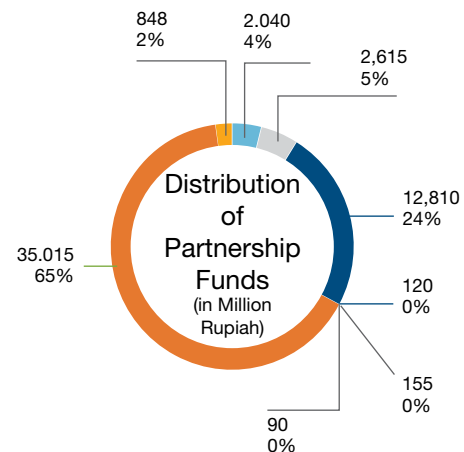 848
2%
2.040
4%
2,615
5%
Distribution
of
Partnership
Funds
(in Million
Rupiah)
12,810
24%
35.015
65%
120
0%
155
0%
90
0%